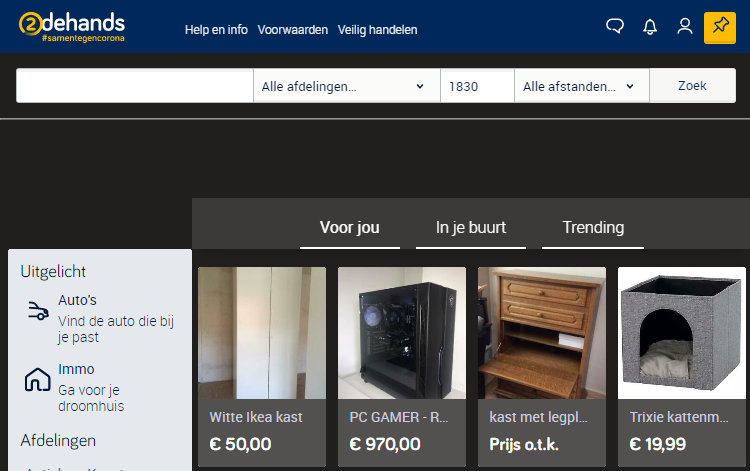 2dehands
#samentegencorona
Help en info
Voorwaarden
Veilig handelen
Alle afdelingen...
1830
Alle afstanden...
Zoek
Voor jou
In je buurt
Trending
Uitgelicht
Auto's
Vind de auto die bij
je past
Immo
Ga voor je
droomhuis
Afdelingen
Witte Ikea kast
€ 50,00
PC GAMER - R...
€ 970,00
kast met legpl...
Prijs o.t.k.
Trixie kattenm...
€ 19,99